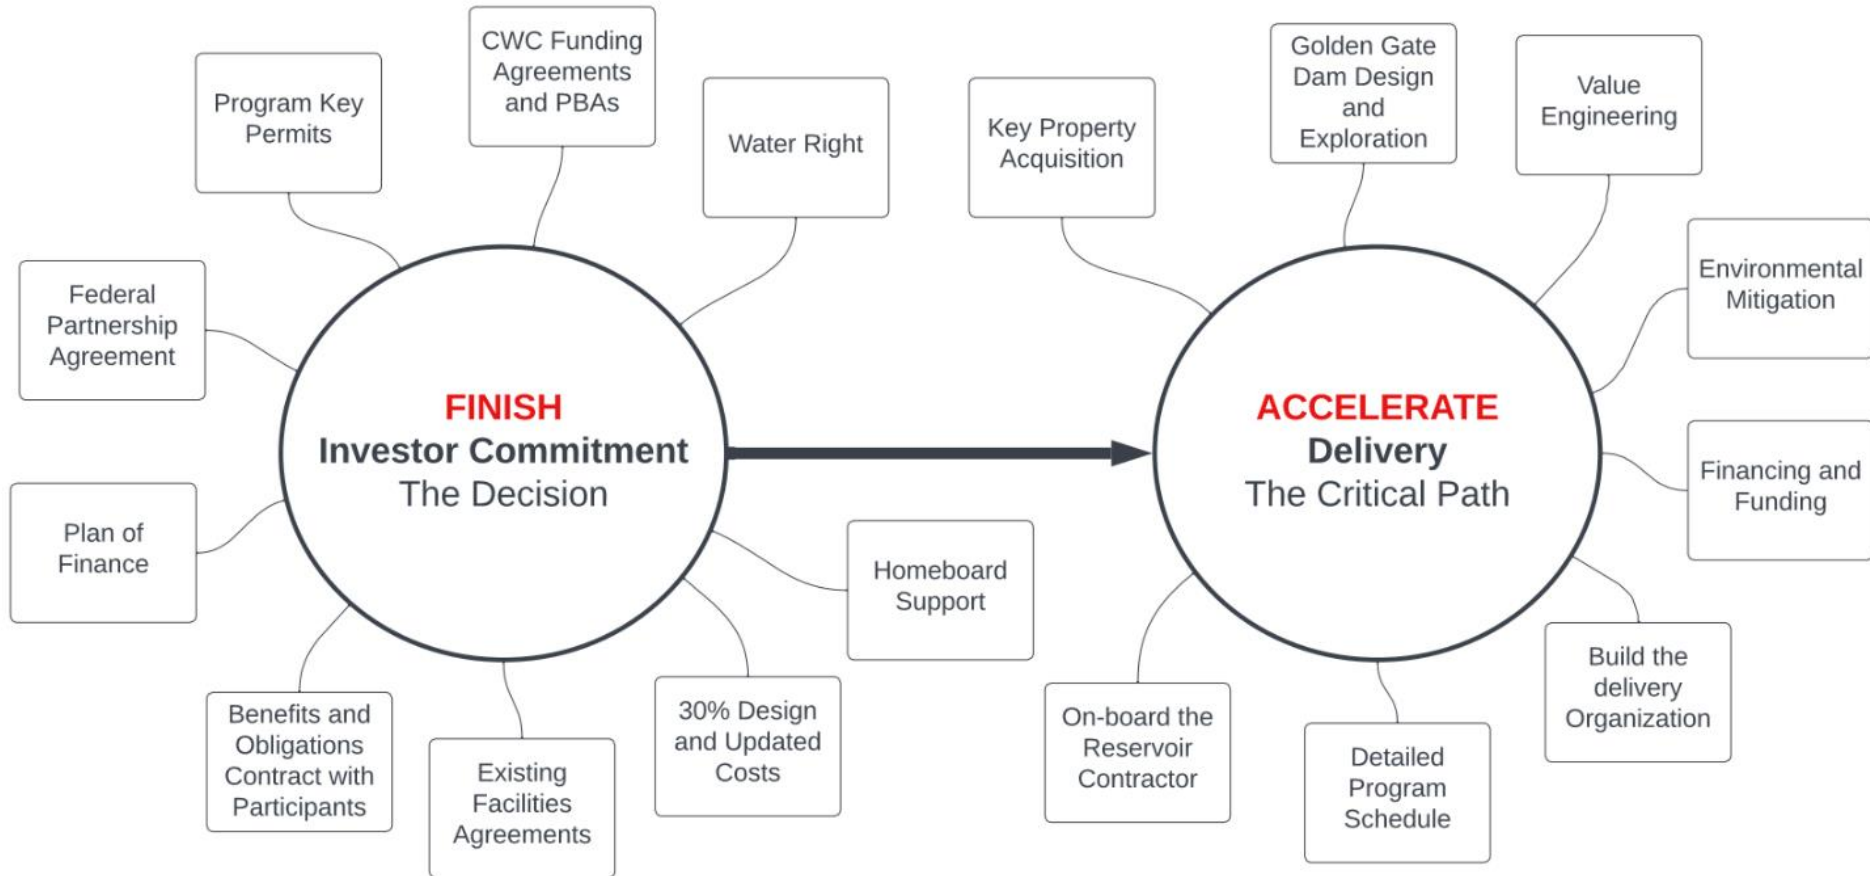 CWC Funding
Agreements
and PBAs
Program Key
Permits
Water Right
Federal
Partnership
Agreement
Plan of
Finance
FINISH
Investor Commitment
The Decision
Homeboard
Support
Benefits and
Obligations
Contract with
Participants
Existing
Facilities
Agreements
30% Design
and Updated
Costs
Key Property
Acquisition
Golden Gate
Dam Design
and
Exploration
Value
Engineering
Environmental
Mitigation
ACCELERATE
Delivery
The Critical Path
Financing and
Funding
Build the
delivery
Organization
On-board the
Reservoir
Contractor
Detailed
Program
Schedule